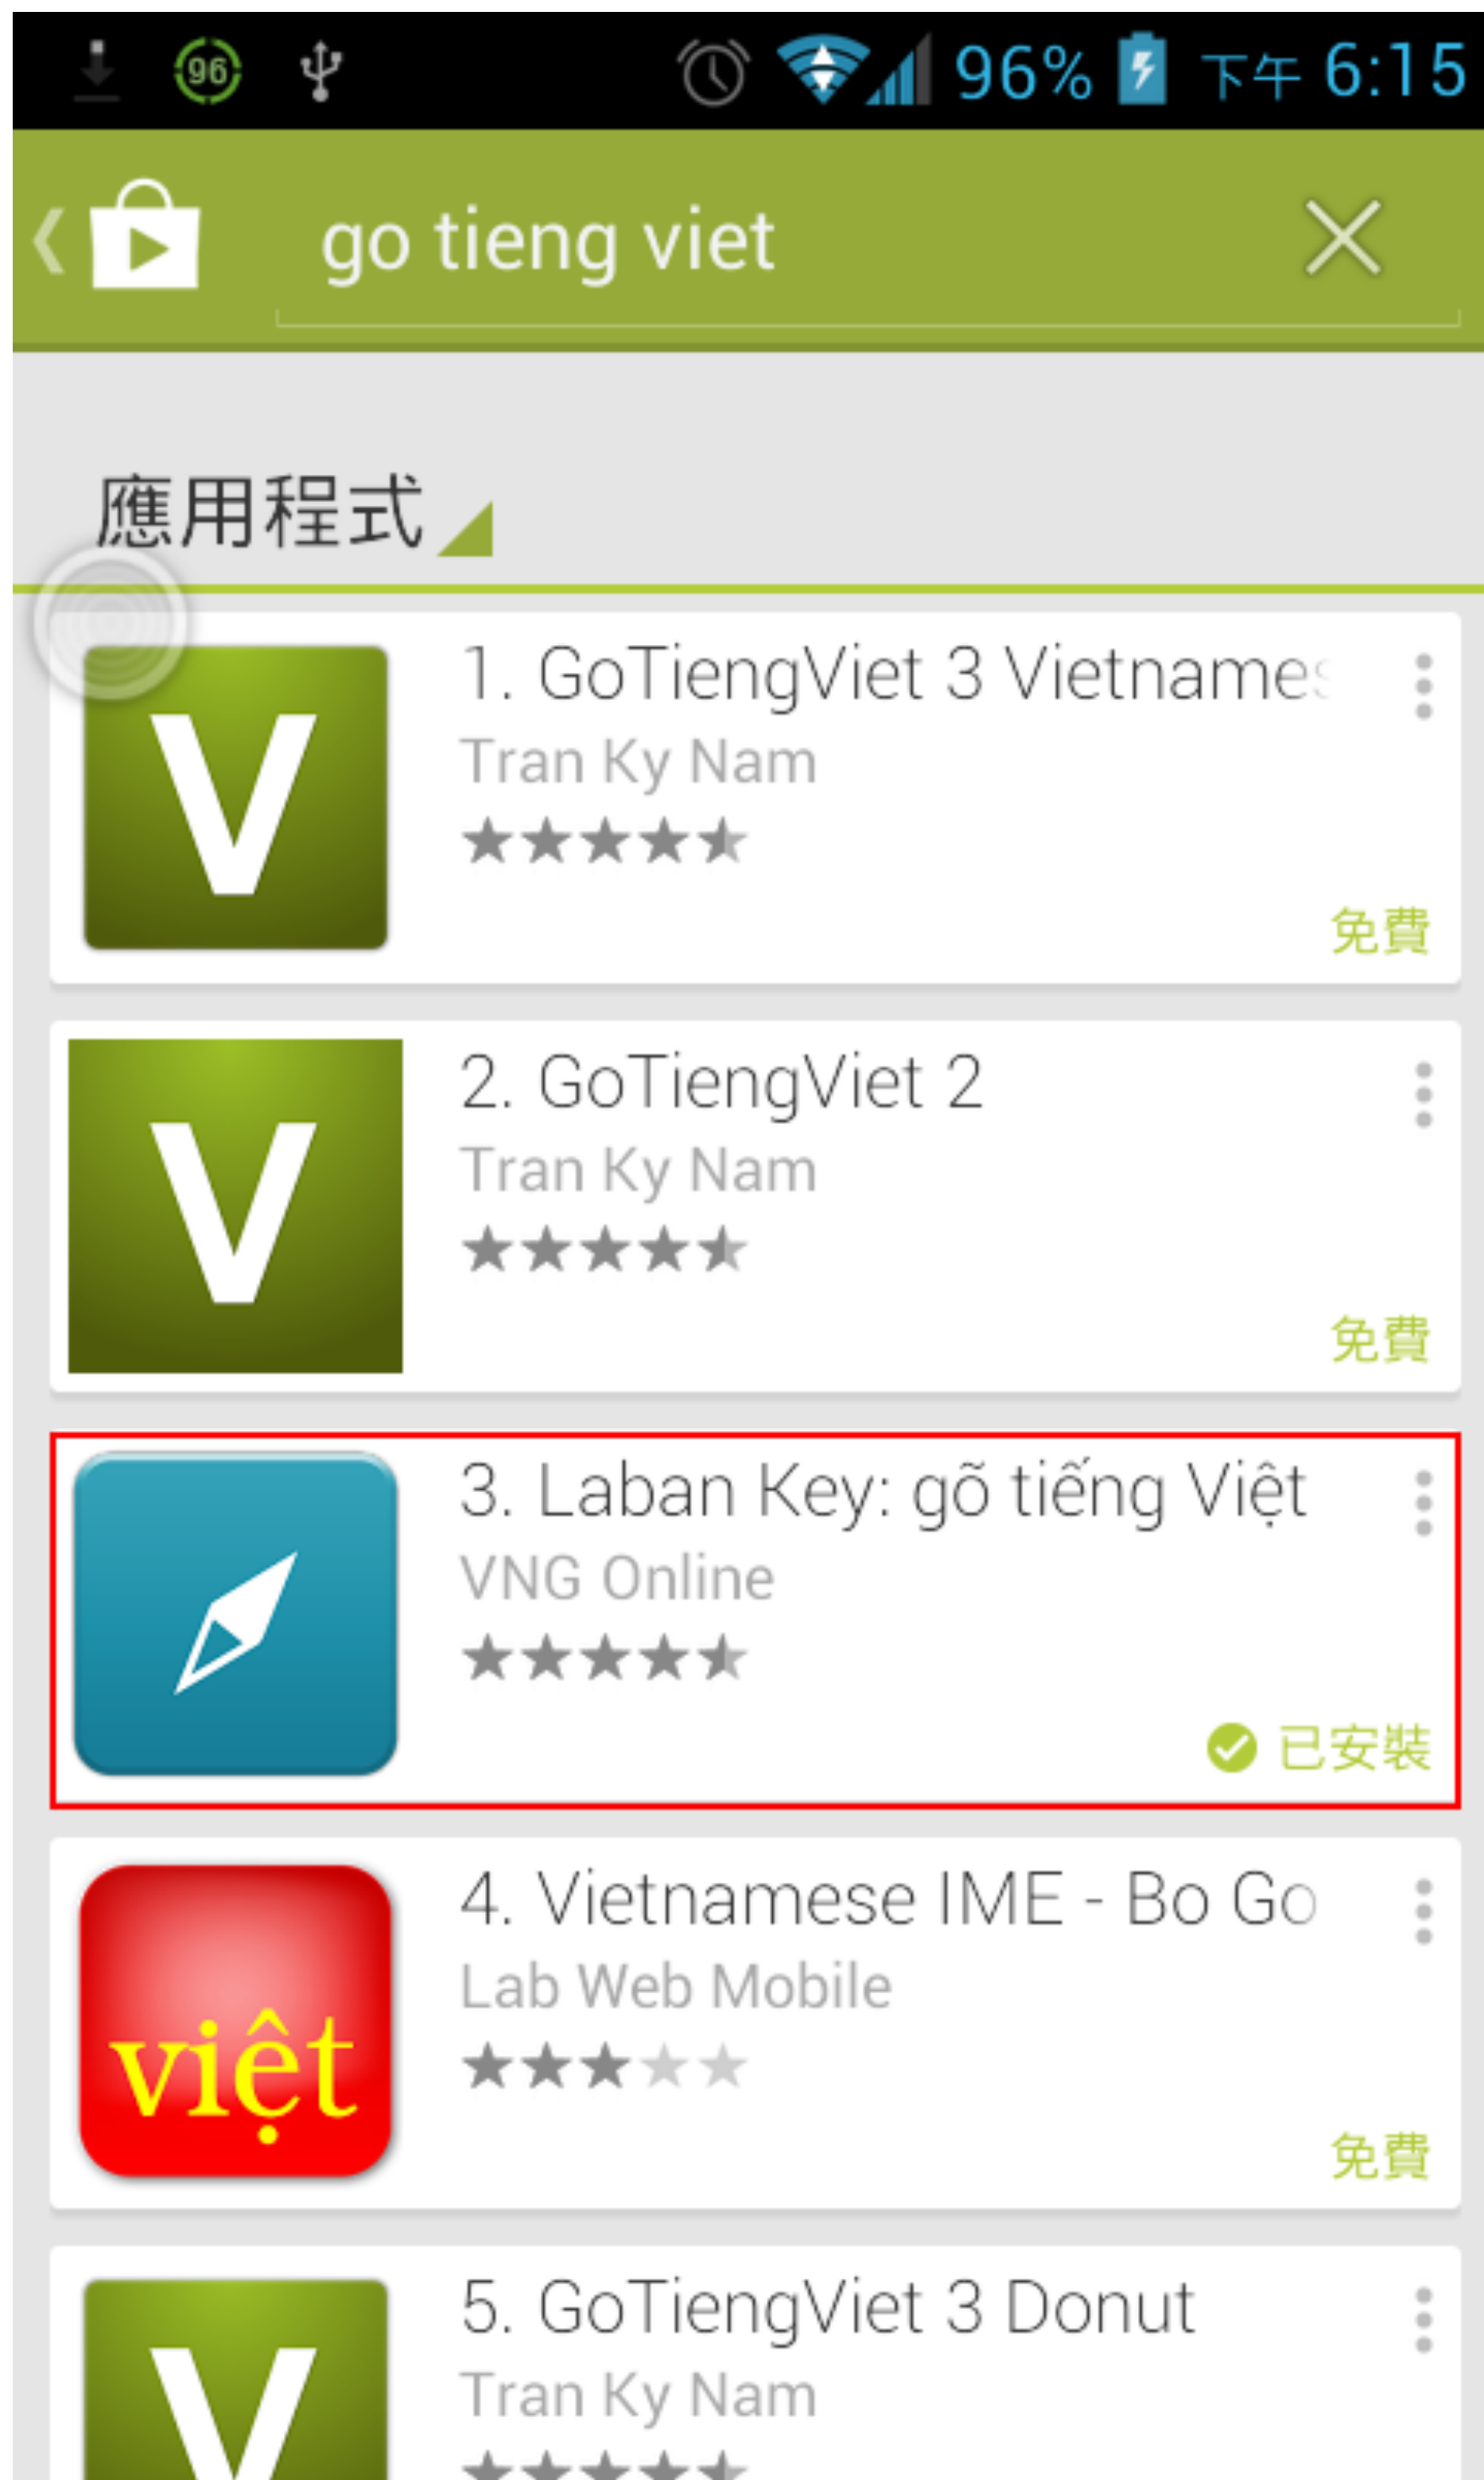 96 96% 下午 6:15
go tieng viet
應用程式
V
1. GoTiengViet 3 Vietnames
Tran Ky Nam
免費
V
2. GoTiengViet 2
Tran Ky Nam
免費
3. Laban Key: gõ tiếng Việt
VNG Online
已安裝
việt
4. Vietnamese IME - Bo Go
Lab Web Mobile
免費
V
5. GoTiengViet 3 Donut
Tran Ky Nam